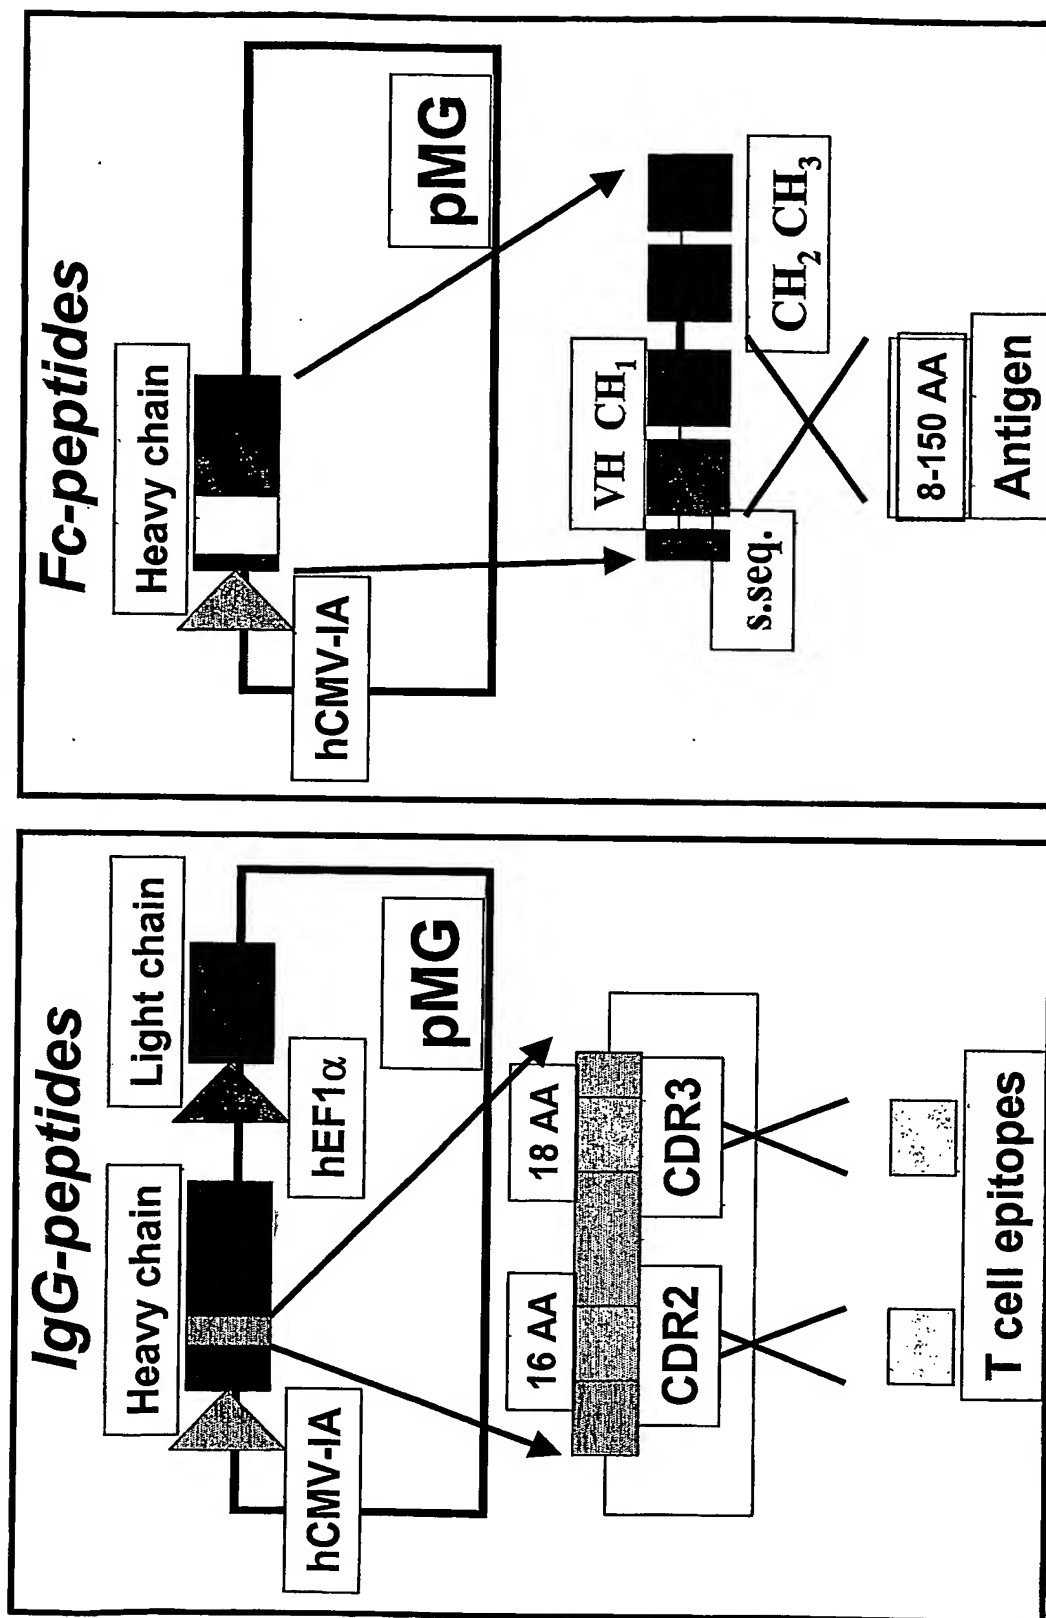 IgG-peptides
Heavy chain
Light chain
hCMV-IA
hEF1α
pMG
16 AA
18 AA
CDR2
CDR3
T cell epitopes
Fc-peptides
Heavy chain
hCMV-IA
pMG
VH CH₁
s.seq.
CH₂ CH₃
8-150 AA
Antigen